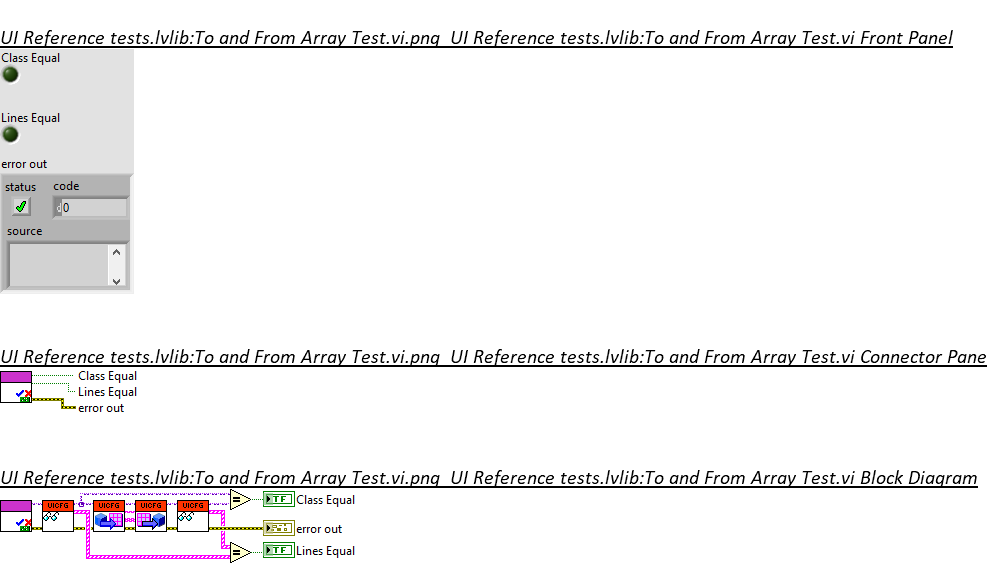 UI Reference tests.lvlib:To and From Array Test.vi.png UI Reference tests.lvlib:To and From Array Test.vi Front Panel
Class Equal
Lines Equal
error out
status code
d0
source
UI Reference tests.lvlib:To and From Array Test.vi.png UI Reference tests.lvlib:To and From Array Test.vi Connector Pane
Class Equal
Lines Equal
error out
UI Reference tests.lvlib:To and From Array Test.vi.png UI Reference tests.lvlib:To and From Array Test.vi Block Diagram
UICFG UICFG UICFG UICFG
= TF Class Equal
error out
= TF Lines Equal